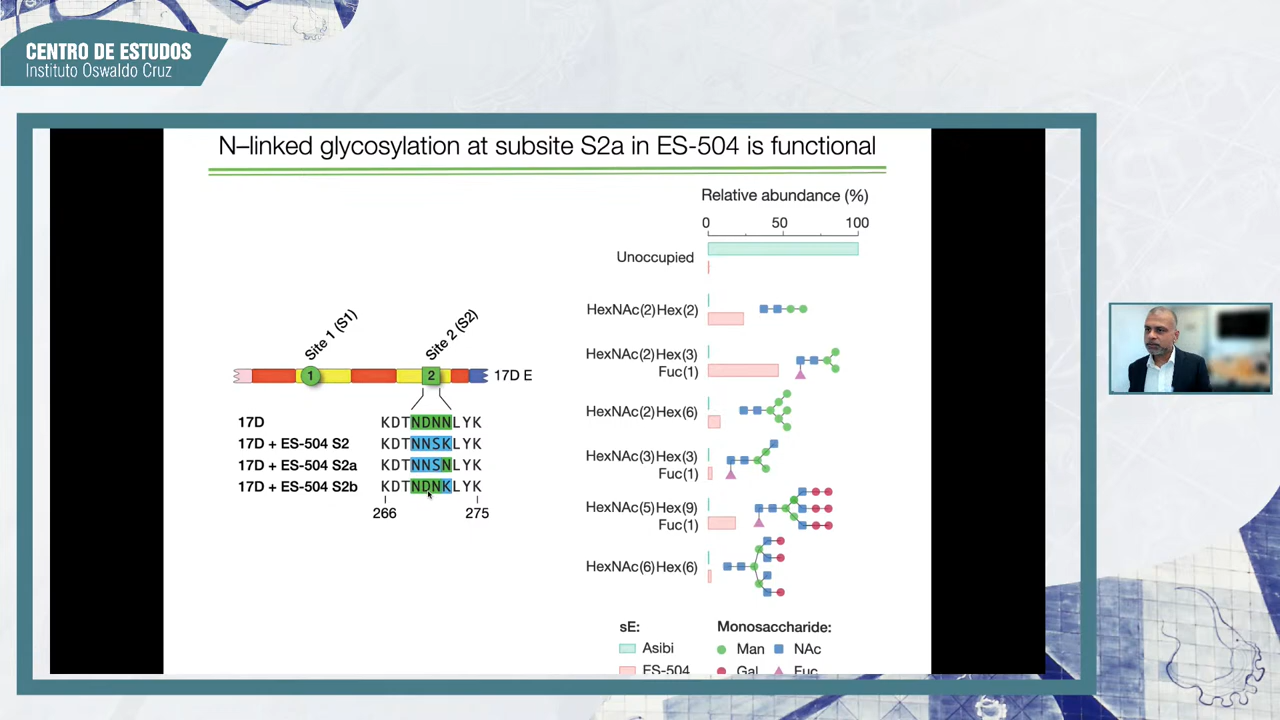 CENTRO DE ESTUDOS
Instituto Oswaldo Cruz
N–linked glycosylation at subsite S2a in ES-504 is functional
Relative abundance (%)
0 50 100
Unoccupied
HexNAc(2)Hex(2)
HexNAc(2)Hex(3)
Fuc(1)
HexNAc(2)Hex(6)
HexNAc(3)Hex(3)
Fuc(1)
HexNAc(5)Hex(9)
Fuc(1)
HexNAc(6)Hex(6)
Site 1 (S1)
Site 2 (S2)
1 2 17D E
17D KDTNDNNLYK
17D + ES-504 S2 KDTNNSKLYK
17D + ES-504 S2a KDTNNSNLYK
17D + ES-504 S2b KDTNDNKLYK
266 275
sE: Monosaccharide:
Asibi Man NAc
ES-504 Gal Fuc